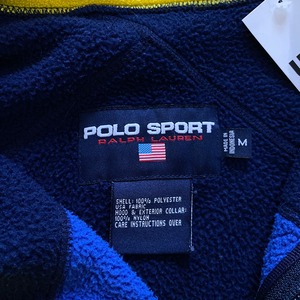 POLO SPORT
RALPH LAUREN
MADE IN
INDONESIA
M
SHELL: 100% POLYESTER
USA FABRIC
HOOD & EXTERIOR COLLAR:
100% NYLON
CARE INSTRUCTIONS OVER